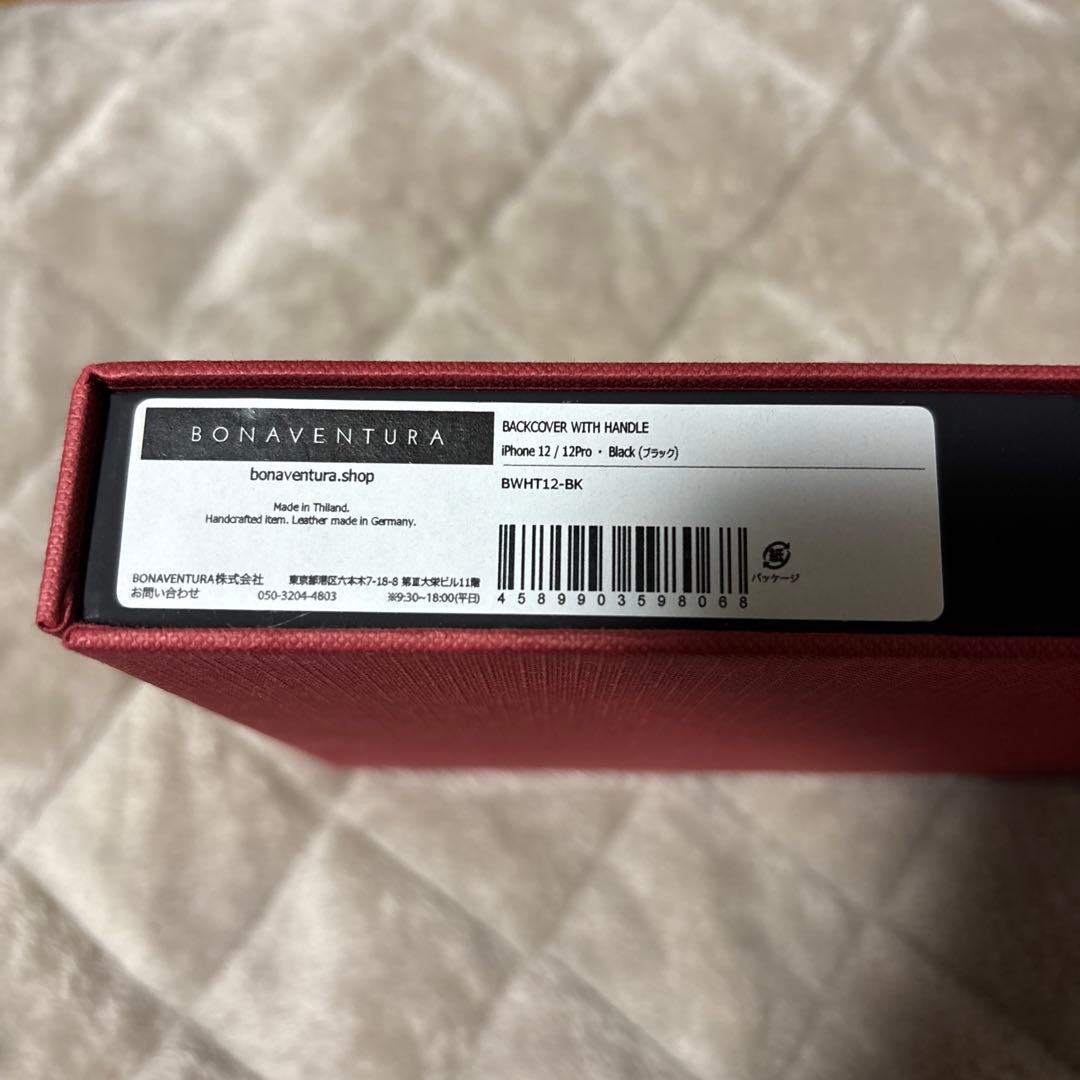 BONAVENTURA
bonaventura.shop
Made in Thiland.
Handcrafted item. Leather made in Germany.
BONAVENTURA株式会社 東京都港区六本木7-18-8 第Ⅲ大栄ビル11階
お問い合わせ 050-3204-4803 ※9:30~18:00(平日)
BACKCOVER WITH HANDLE
iPhone 12 / 12Pro ・ Black (ブラック)
BWHT12-BK
4589903598068
紙
パッケージ